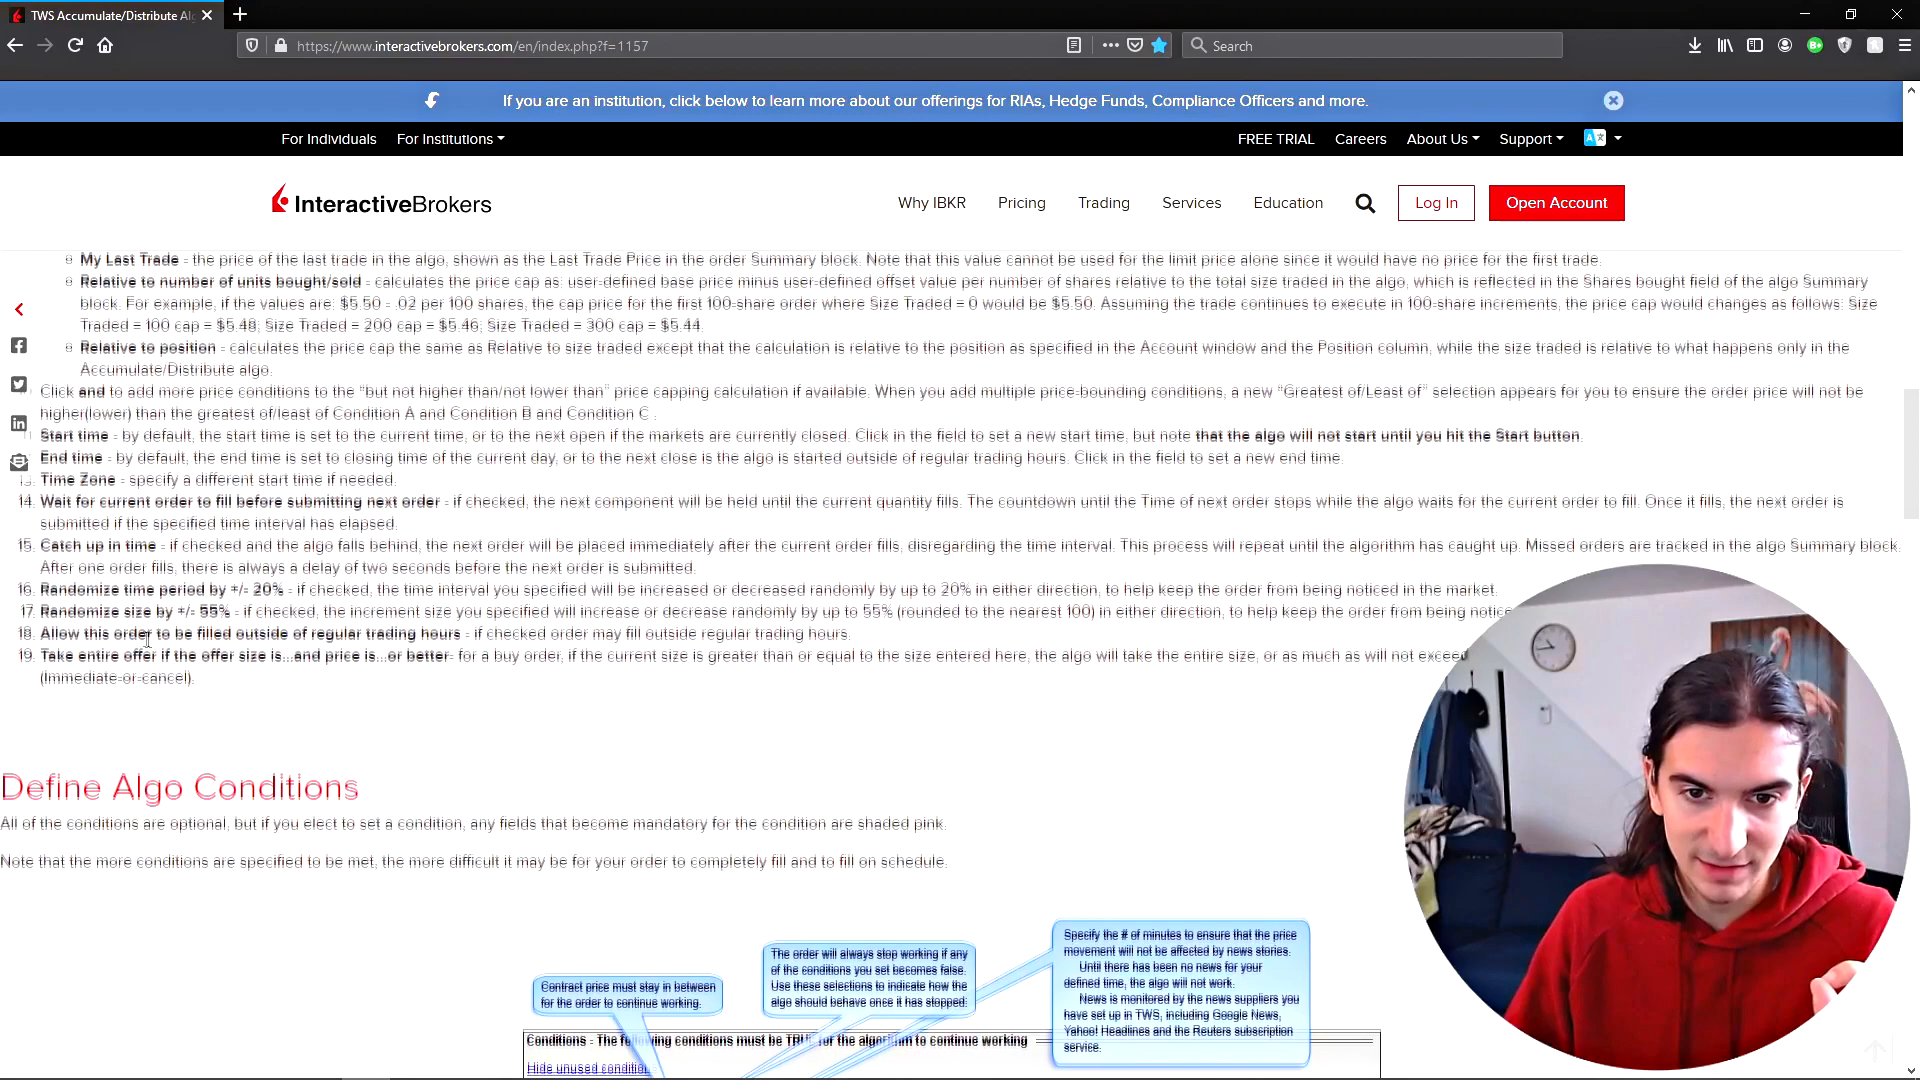 TWS Accumulate/Distribute Al
https://www.interactivebrokers.com/en/index.php?f=1157
Search
If you are an institution, click below to learn more about our offerings for RIAs, Hedge Funds, Compliance Officers and more.
For Individuals For Institutions FREE TRIAL Careers About Us Support
InteractiveBrokers Why IBKR Pricing Trading Services Education Log In Open Account
My Last Trade - the price of the last trade in the algo, shown as the Last Trade Price in the order Summary block. Note that this value cannot be used for the limit price alone since it would have no price for the first trade.
Relative to number of units bought/sold - calculates the price cap as: user-defined base price minus user-defined offset value per number of shares relative to the total size traded in the algo, which is reflected in the Shares bought field of the algo Summary
block. For example, if the values are: $5.50 - .02 per 100 shares, the cap price for the first 100-share order where Size Traded = 0 would be $5.50. Assuming the trade continues to execute in 100-share increments, the price cap would changes as follows: Size
Traded = 100 cap = $5.48; Size Traded = 200 cap = $5.46; Size Traded = 300 cap = $5.44.
Relative to position - calculates the price cap the same as Relative to size traded except that the calculation is relative to the position as specified in the Account window and the Position column, while the size traded is relative to what happens only in the
Accumulate/Distribute algo.
Click and to add more price conditions to the "but not higher than/not lower than" price capping calculation if available. When you add multiple price-bounding conditions, a new "Greatest of/Least of" selection appears for you to ensure the order price will not be
higher(lower) than the greatest of/least of Condition A and Condition B and Condition C .
Start time - by default, the start time is set to the current time, or to the next open if the markets are currently closed. Click in the field to set a new start time, but note that the algo will not start until you hit the Start button.
End time - by default, the end time is set to closing time of the current day, or to the next close is the algo is started outside of regular trading hours. Click in the field to set a new end time.
Time Zone - specify a different start time if needed.
14. Wait for current order to fill before submitting next order - if checked, the next component will be held until the current quantity fills. The countdown until the Time of next order stops while the algo waits for the current order to fill. Once it fills, the next order is
submitted if the specified time interval has elapsed.
15. Catch up in time - if checked and the algo falls behind, the next order will be placed immediately after the current order fills, disregarding the time interval. This process will repeat until the algorithm has caught up. Missed orders are tracked in the algo Summary block.
After one order fills, there is always a delay of two seconds before the next order is submitted.
16. Randomize time period by +/- 20% - if checked, the time interval you specified will be increased or decreased randomly by up to 20% in either direction, to help keep the order from being noticed in the market.
17. Randomize size by +/- 55% - if checked, the increment size you specified will increase or decrease randomly by up to 55% (rounded to the nearest 100) in either direction, to help keep the order from being notice
18. Allow this order to be filled outside of regular trading hours - if checked order may fill outside regular trading hours.
19. Take entire offer if the offer size is...and price is...or better- for a buy order, if the current size is greater than or equal to the size entered here, the algo will take the entire size, or as much as will not exceed
(Immediate-or-cancel).
Define Algo Conditions
All of the conditions are optional, but if you elect to set a condition, any fields that become mandatory for the condition are shaded pink.
Note that the more conditions are specified to be met, the more difficult it may be for your order to completely fill and to fill on schedule.
Contract price must stay in between
for the order to continue working.
The order will always stop working if any
of the conditions you set becomes false.
Use these selections to indicate how the
algo should behave once it has stopped.
Specify the # of minutes to ensure that the price
movement will not be affected by news stories.
Until there has been no news for your
defined time, the algo will not work.
News is monitored by the news suppliers you
have set up in TWS, including Google News,
Yahoo! Headlines and the Reuters subscription
service.
Conditions - The following conditions must be TRUE for the algorithm to continue working
Hide unused condition